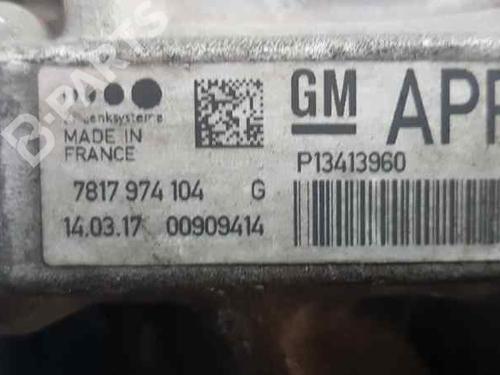 B-PARTS
MADE IN
FRANCE
7817 974 104 G
14.03.17 00909414
GM
P13413960